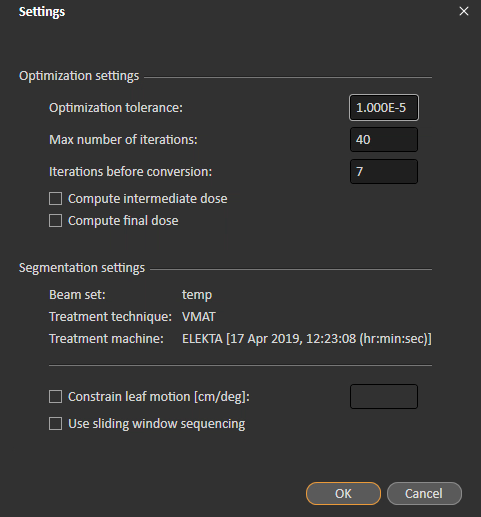 Settings
Optimization settings
Optimization tolerance: 1.000E-5
Max number of iterations: 40
Iterations before conversion: 7
Compute intermediate dose
Compute final dose
Segmentation settings
Beam set: temp
Treatment technique: VMAT
Treatment machine: ELEKTA [17 Apr 2019, 12:23:08 (hr:min:sec)]
Constrain leaf motion [cm/deg]:
Use sliding window sequencing
OK Cancel